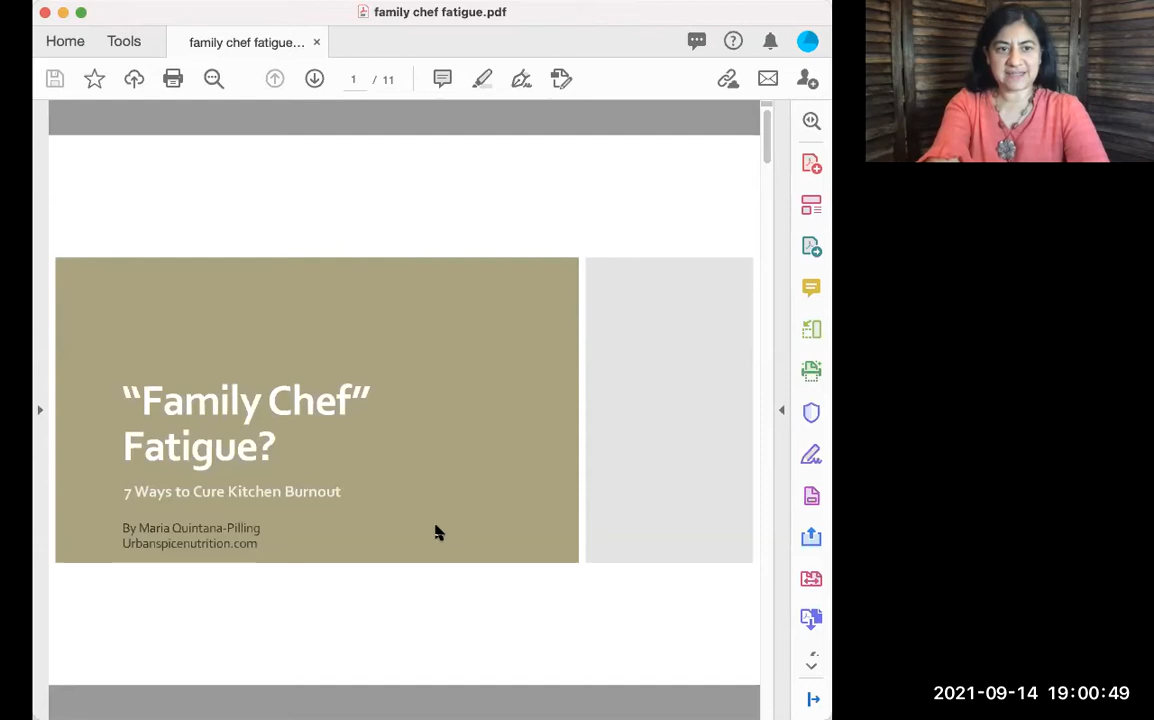 family chef fatigue.pdf
Home
Tools
family chef fatigue...
1 / 11
“Family Chef”
Fatigue?
7 Ways to Cure Kitchen Burnout
By Maria Quintana-Pilling
Urbanspicenutrition.com
2021-09-14 19:00:49